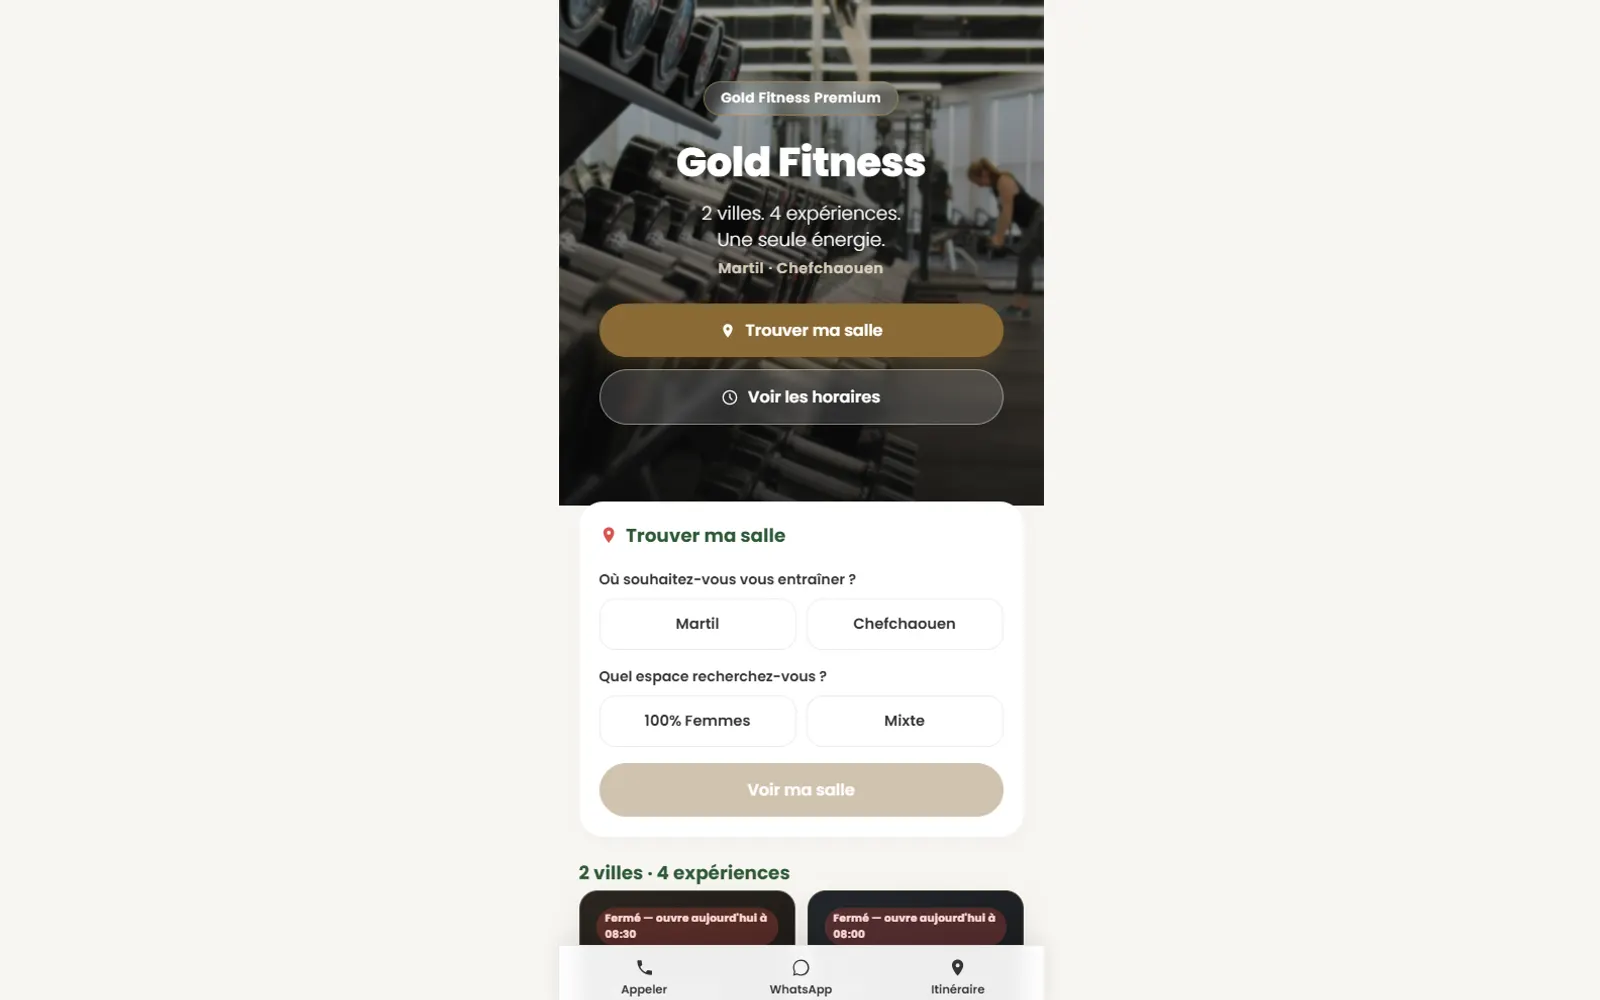 Gold Fitness Premium
Gold Fitness
2 villes. 4 expériences.
Une seule énergie.
Martil · Chefchaouen
Trouver ma salle
Voir les horaires
Trouver ma salle
Où souhaitez-vous vous entraîner ?
Martil
Chefchaouen
Quel espace recherchez-vous ?
100% Femmes
Mixte
Voir ma salle
2 villes · 4 expériences
Fermé — ouvre aujourd'hui à
08:30
Fermé — ouvre aujourd'hui à
08:00
Appeler
WhatsApp
Itinéraire